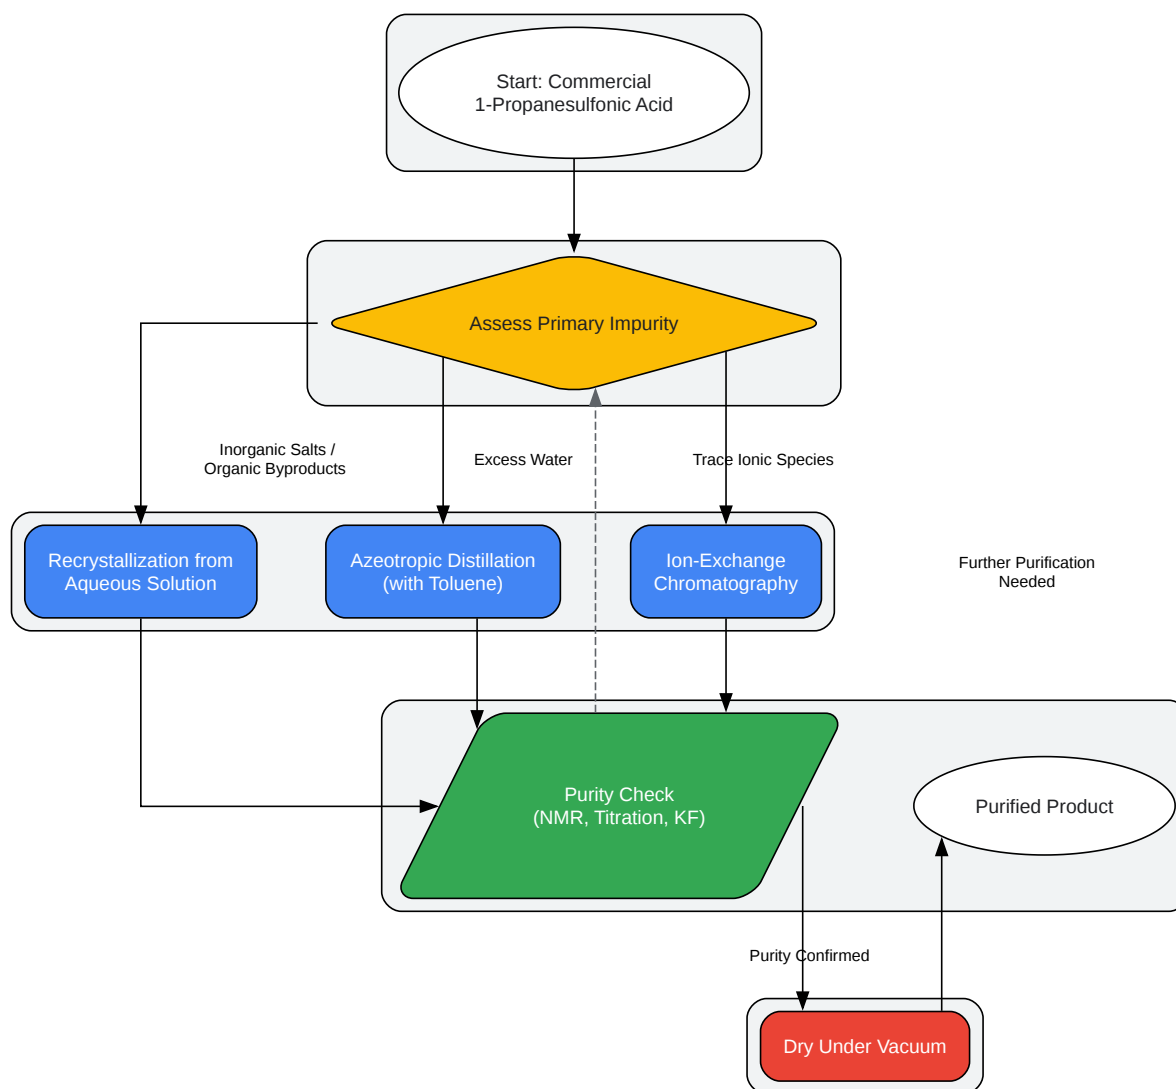 Start: Commercial
1-Propanesulfonic Acid
Assess Primary Impurity
Inorganic Salts /
Organic Byproducts
Excess Water
Trace Ionic Species
Recrystallization from
Aqueous Solution
Azeotropic Distillation
(with Toluene)
Ion-Exchange
Chromatography
Further Purification
Needed
Purity Check
(NMR, Titration, KF)
Purified Product
Purity Confirmed
Dry Under Vacuum